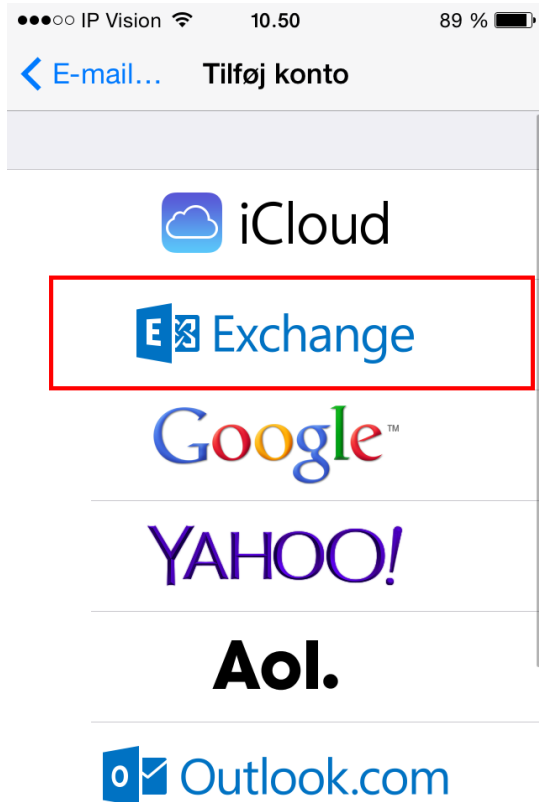 IP Vision 10.50 89 %
E-mail… Tilføj konto
iCloud
E Exchange
Google™
YAHOO!
Aol.
o Outlook.com